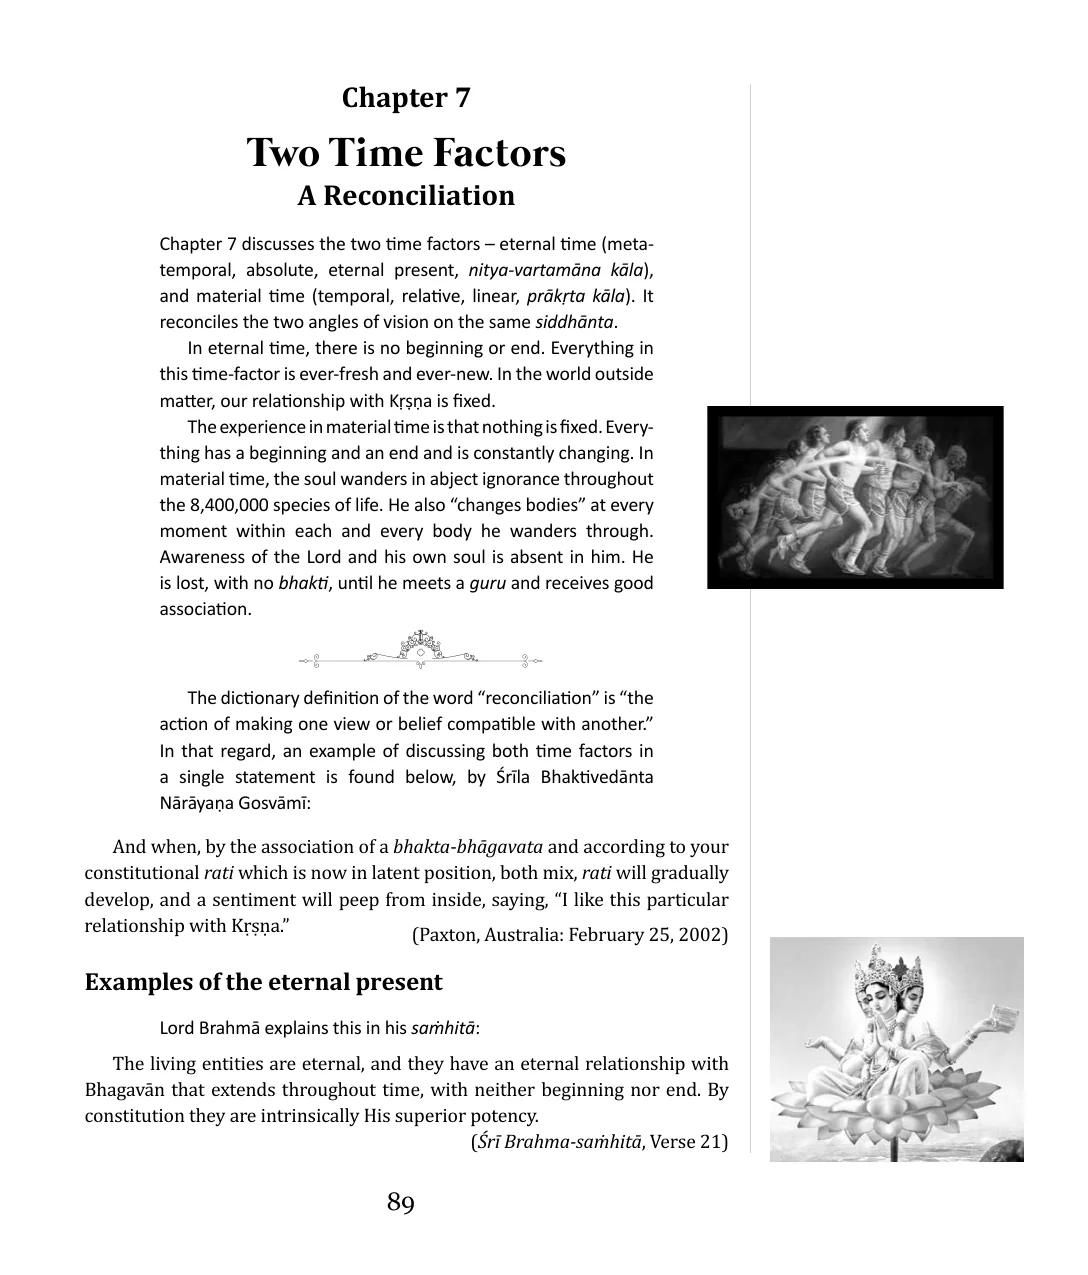 Chapter 7
Two Time Factors
A Reconciliation
Chapter 7 discusses the two time factors – eternal time (meta-
temporal, absolute, eternal present, nitya-vartamāna kāla),
and material time (temporal, relative, linear, prākṛta kāla). It
reconciles the two angles of vision on the same siddhānta.
In eternal time, there is no beginning or end. Everything in
this time-factor is ever-fresh and ever-new. In the world outside
matter, our relationship with Kṛṣṇa is fixed.
The experience in material time is that nothing is fixed. Every-
thing has a beginning and an end and is constantly changing. In
material time, the soul wanders in abject ignorance throughout
the 8,400,000 species of life. He also “changes bodies” at every
moment within each and every body he wanders through.
Awareness of the Lord and his own soul is absent in him. He
is lost, with no bhakti, until he meets a guru and receives good
association.
The dictionary definition of the word “reconciliation” is “the
action of making one view or belief compatible with another.”
In that regard, an example of discussing both time factors in
a single statement is found below, by Śrīla Bhaktivedānta
Nārāyaṇa Gosvāmī:
And when, by the association of a bhakta-bhāgavata and according to your
constitutional rati which is now in latent position, both mix, rati will gradually
develop, and a sentiment will peep from inside, saying, “I like this particular
relationship with Kṛṣṇa.”
(Paxton, Australia: February 25, 2002)
Examples of the eternal present
Lord Brahmā explains this in his saṁhitā:
The living entities are eternal, and they have an eternal relationship with
Bhagavān that extends throughout time, with neither beginning nor end. By
constitution they are intrinsically His superior potency.
(Śrī Brahma-saṁhitā, Verse 21)
89